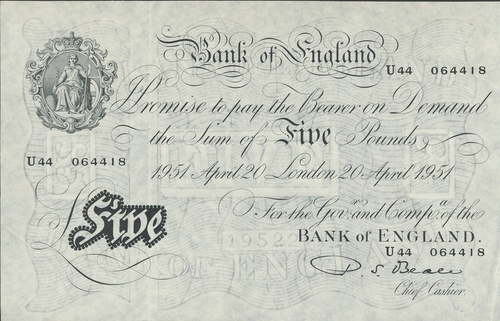 Bank of England
U44 064418
I Promise to pay the Bearer on Demand
the Sum of Five Pounds
1951 April 20 London 20 April 1951
U44 064418
For the Gov.r and Comp.a of the
BANK of ENGLAND.
£ Five
U44 064418
P. S. Beale
Chief Cashier.